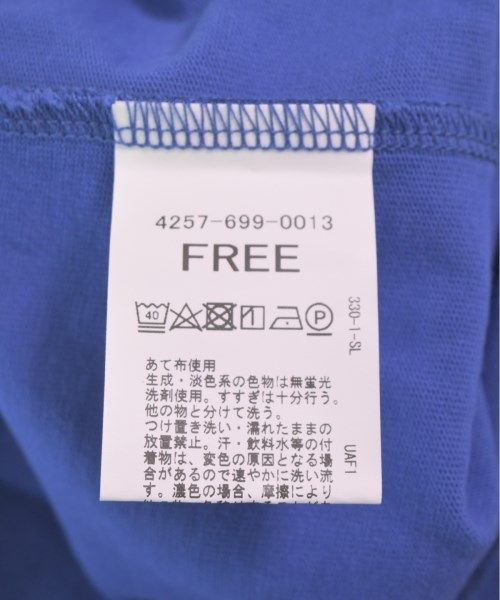 4257-699-0013
FREE
40
P
330-1-SL
あて布使用
生成・淡色系の色物は無蛍光
洗剤使用。すすぎは十分行う。
他の物と分けて洗う。
つけ置き洗い・濡れたままの
放置禁止。汗・飲料水等の付
着物は、変色の原因となる場
合があるので速やかに洗い流
す。濃色の場合、摩擦により
UAF1